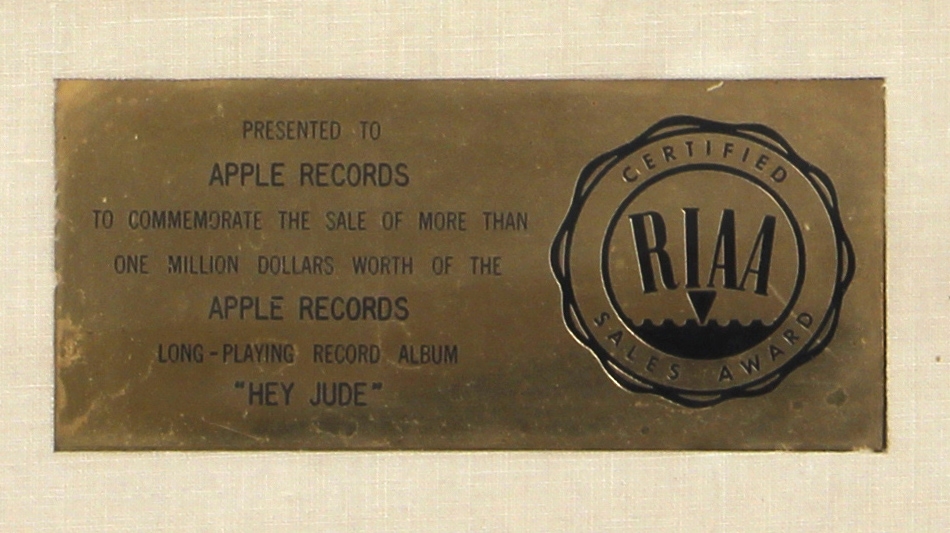 PRESENTED TO
APPLE RECORDS
TO COMMEMORATE THE SALE OF MORE THAN
ONE MILLION DOLLARS WORTH OF THE
APPLE RECORDS
LONG-PLAYING RECORD ALBUM
"HEY JUDE"
CERTIFIED
RIAA
SALES AWARD